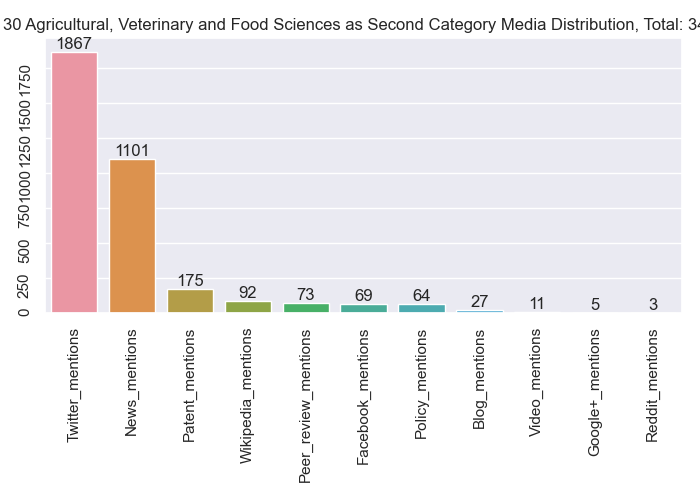 30 Agricultural, Veterinary and Food Sciences as Second Category Media Distribution, Total: 34
1867
1101
175
92
73
69
64
27
11
5
3
0
250
500
750
1000
1250
1500
1750
Twitter_mentions
News_mentions
Patent_mentions
Wikipedia_mentions
Peer_review_mentions
Facebook_mentions
Policy_mentions
Blog_mentions
Video_mentions
Google+_mentions
Reddit_mentions